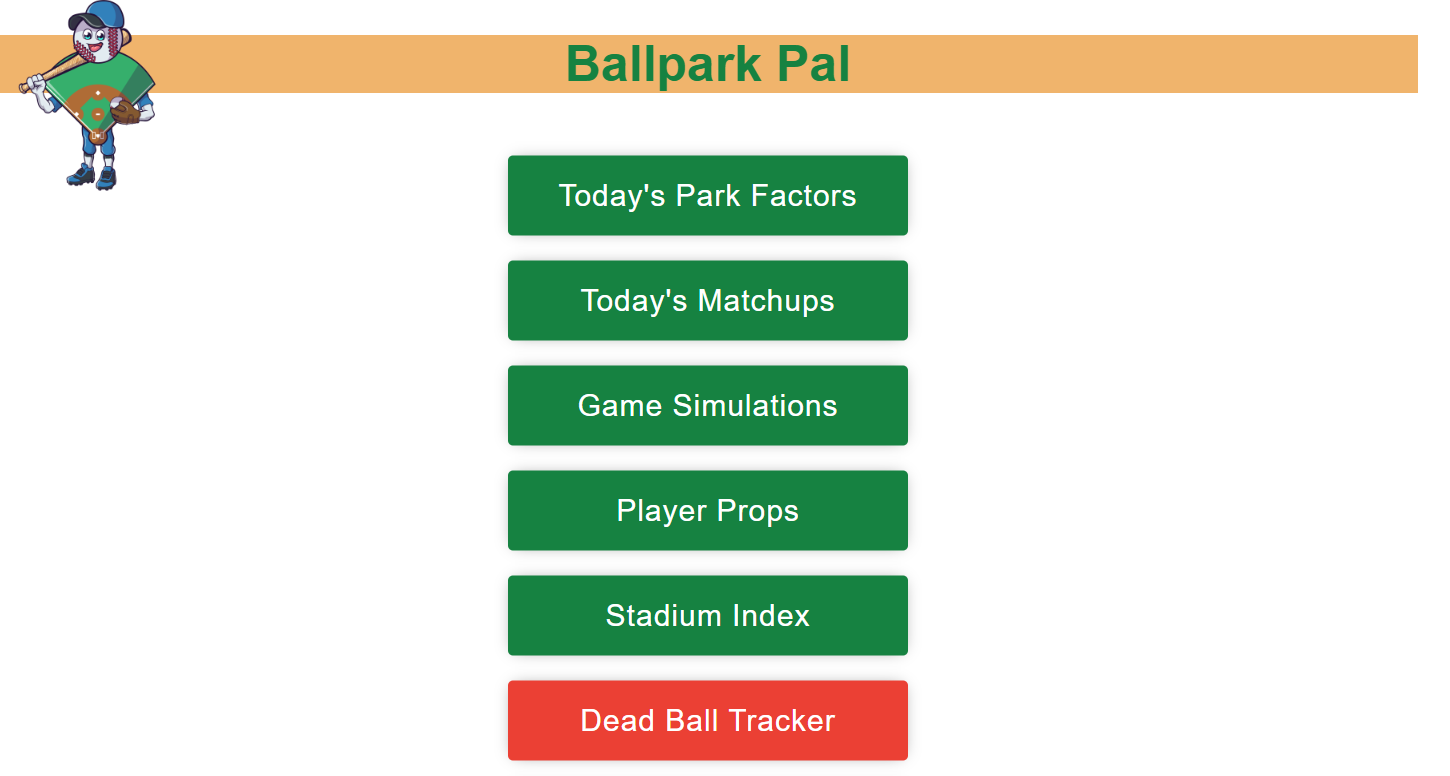 Ballpark Pal
Today's Park Factors
Today's Matchups
Game Simulations
Player Props
Stadium Index
Dead Ball Tracker